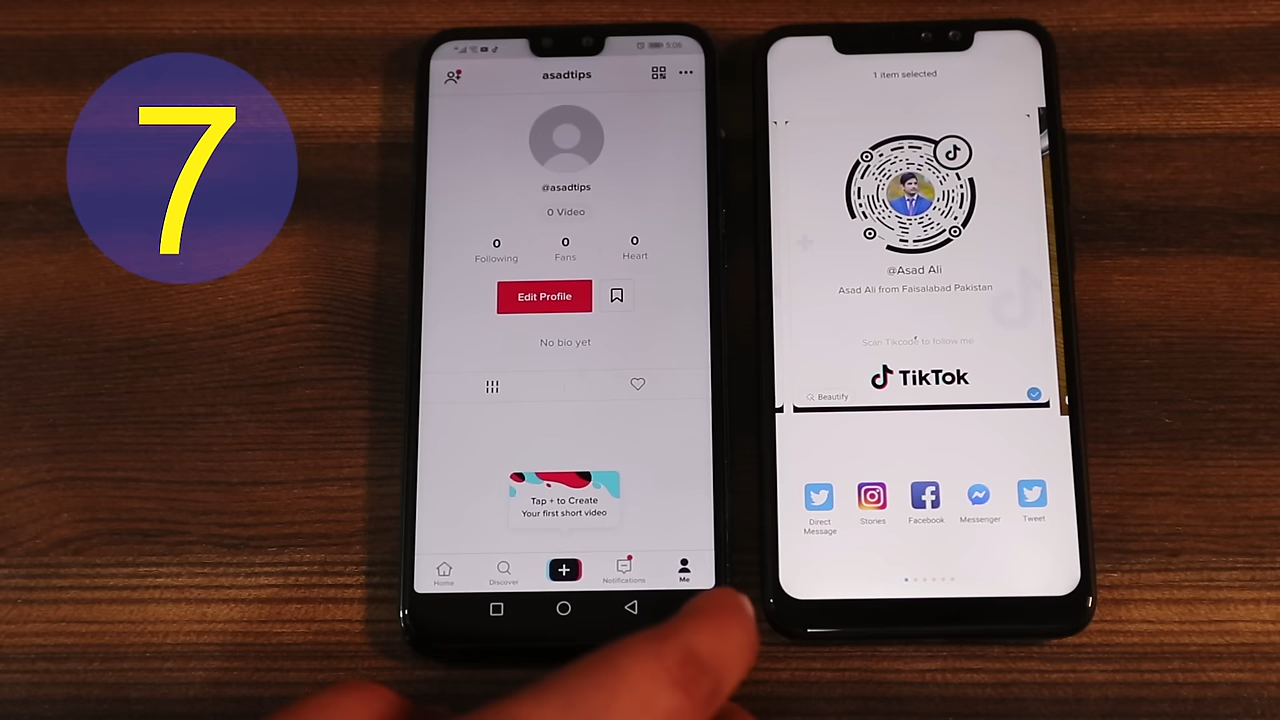 7
5:06
asadtips
@asadtips
0 Video
0 0 0
Following Fans Heart
Edit Profile
No bio yet
Tap + to Create
Your first short video
Home Discover Notifications Me
1 item selected
@Asad Ali
Asad Ali from Faisalabad Pakistan
Scan Tikcode to follow me
TikTok
Beautify
Direct Message Stories Facebook Messenger Tweet